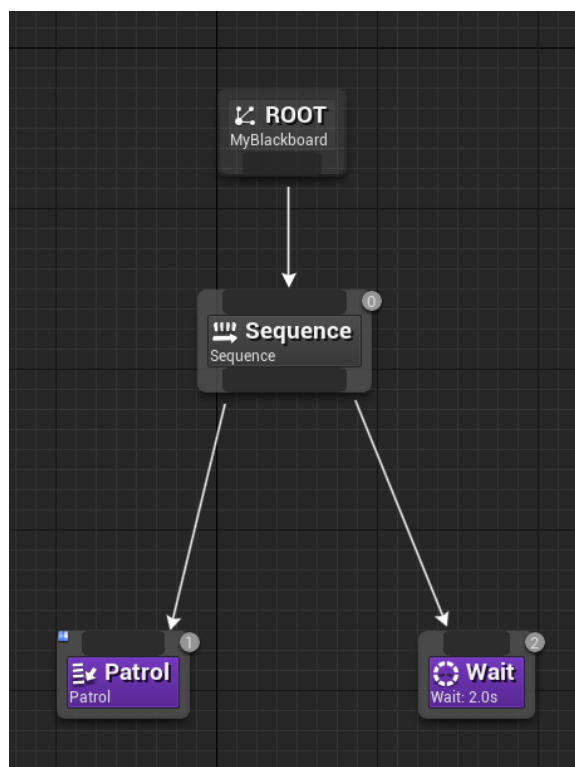 ROOT
MyBlackboard
0
Sequence
Sequence
1
Patrol
Patrol
2
Wait
Wait: 2.0s